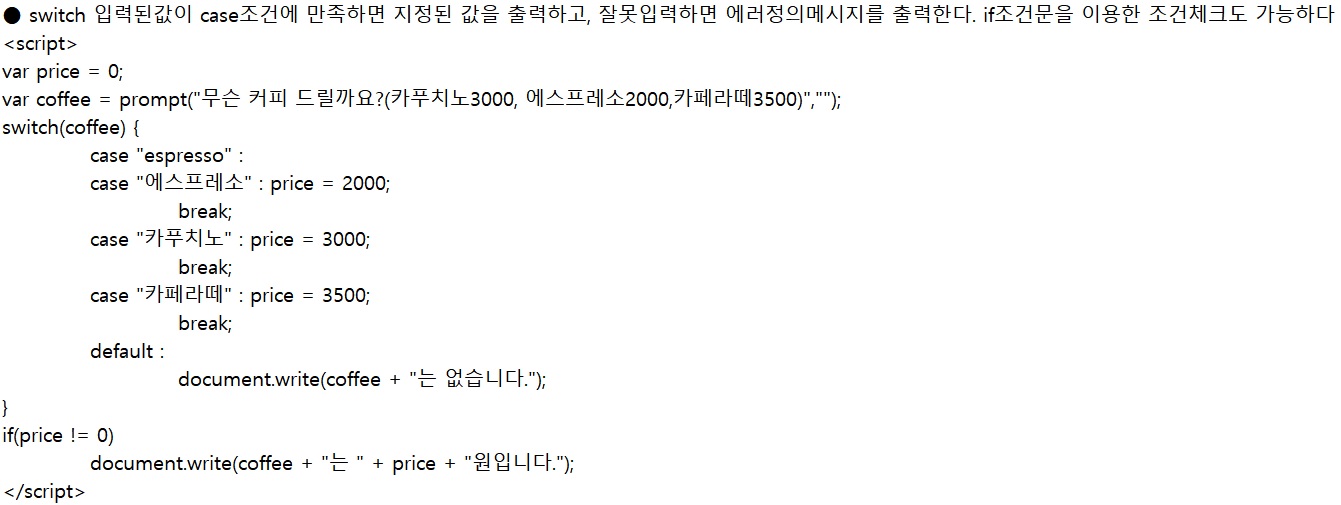 ● switch 입력된값이 case조건에 만족하면 지정된 값을 출력하고, 잘못입력하면 에러정의메시지를 출력한다. if조건문을 이용한 조건체크도 가능하다
<script>
var price = 0;
var coffee = prompt("무슨 커피 드릴까요?(카푸치노3000, 에스프레소2000,카페라떼3500)","");
switch(coffee) {
case "espresso" :
case "에스프레소" : price = 2000;
break;
case "카푸치노" : price = 3000;
break;
case "카페라떼" : price = 3500;
break;
default :
document.write(coffee + "는 없습니다.");
}
if(price != 0)
document.write(coffee + "는 " + price + "원입니다.");
</script>